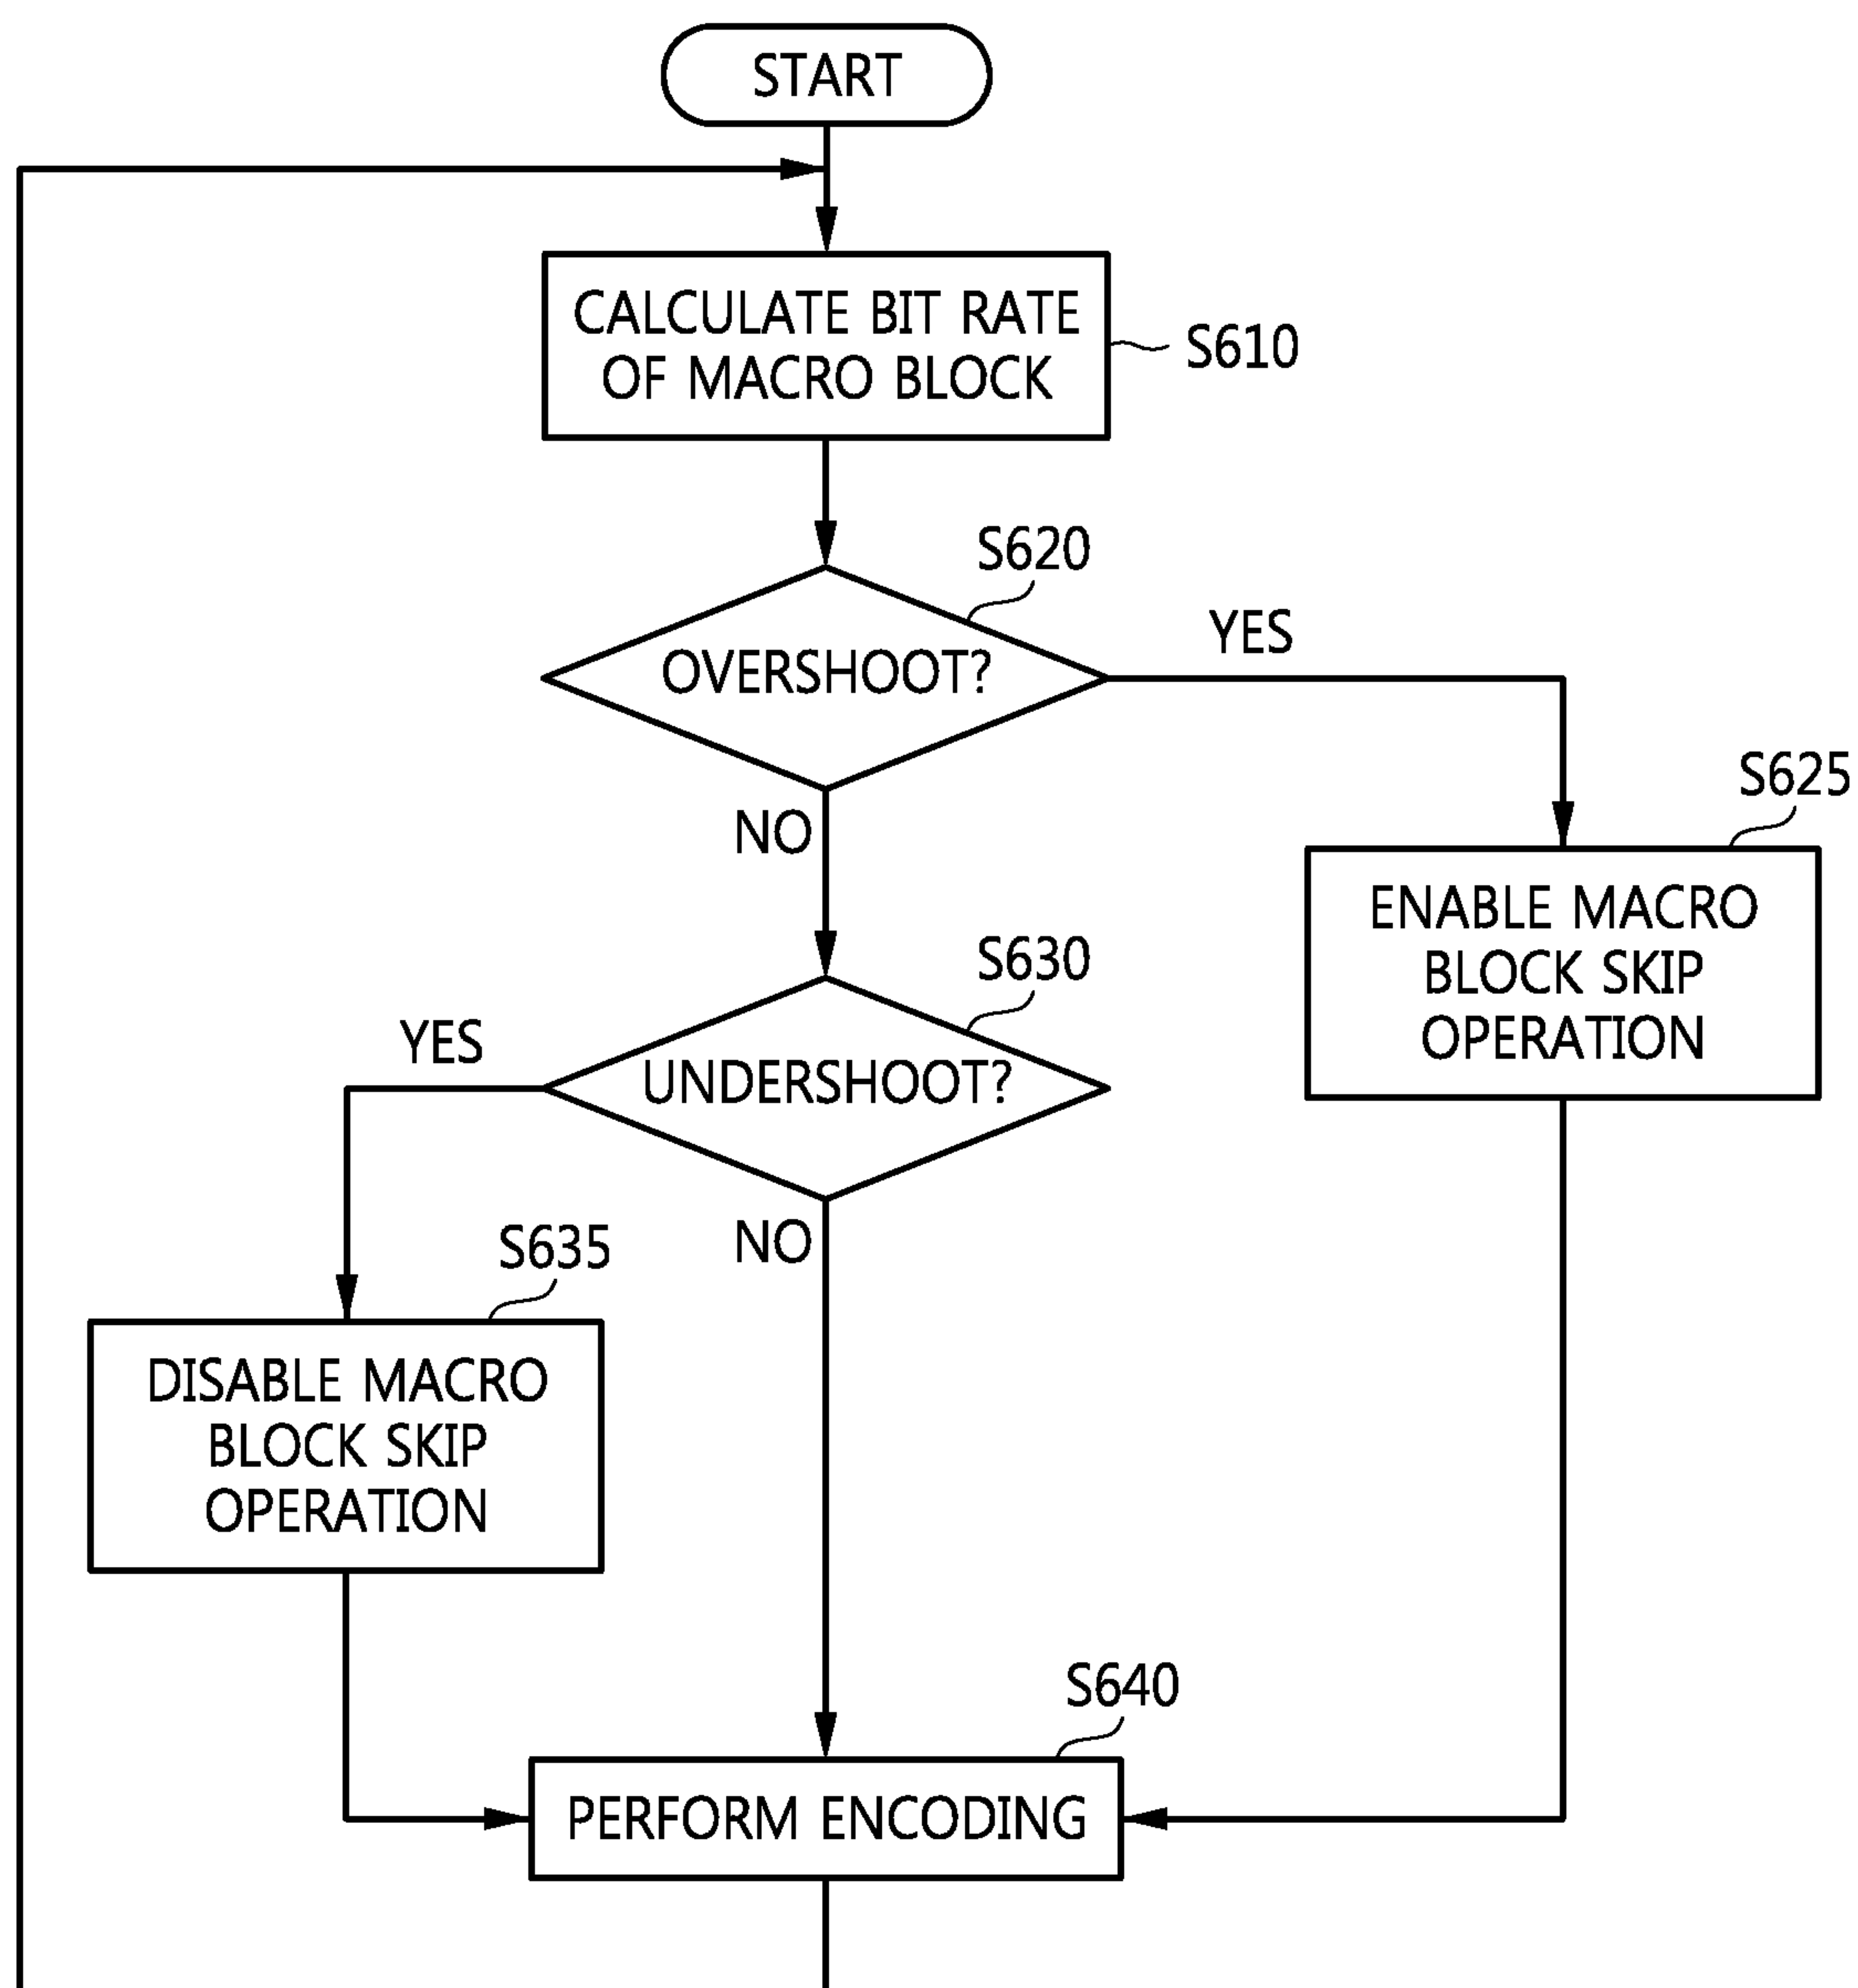 START
CALCULATE BIT RATE
OF MACRO BLOCK
S610
S620
OVERSHOOT?
YES
NO
S625
ENABLE MACRO
BLOCK SKIP
OPERATION
S630
YES
UNDERSHOOT?
NO
S635
DISABLE MACRO
BLOCK SKIP
OPERATION
S640
PERFORM ENCODING